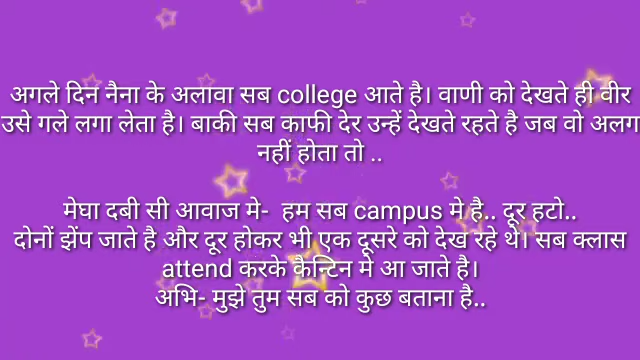 अगले दिन नैना के अलावा सब college आते है। वाणी को देखते ही वीर
उसे गले लगा लेता है। बाकी सब काफी देर उन्हें देखते रहते है जब वो अलग
नहीं होता तो ..
मेघा दबी सी आवाज मे- हम सब campus मे है.. दूर हटो..
दोनों झेंप जाते है और दूर होकर भी एक दूसरे को देख रहे थे। सब क्लास
attend करके कैन्टिन मे आ जाते है।
अभि- मुझे तुम सब को कुछ बताना है..